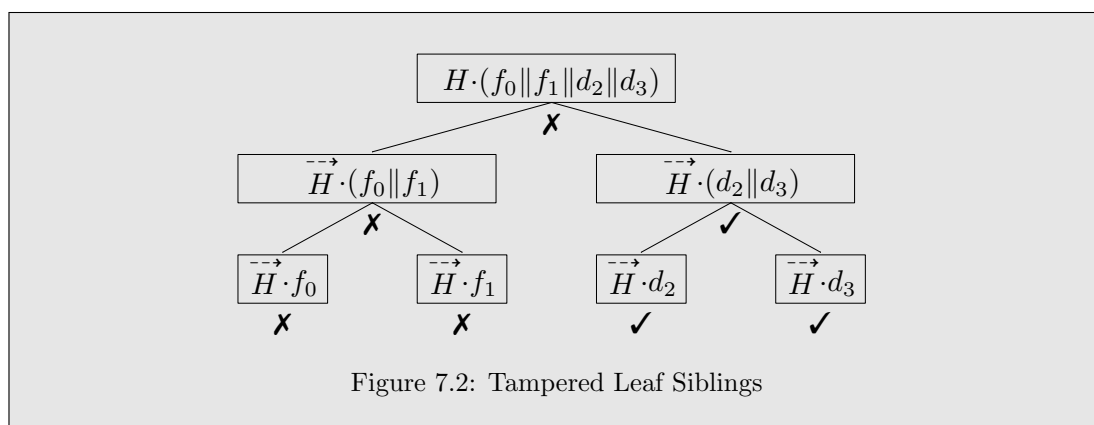 H·(f₀∥f₁∥d₂∥d₃)
✗
H⃗·(f₀∥f₁) H⃗·(d₂∥d₃)
✗ ✓
H⃗·f₀ H⃗·f₁ H⃗·d₂ H⃗·d₃
✗ ✗ ✓ ✓
Figure 7.2: Tampered Leaf Siblings